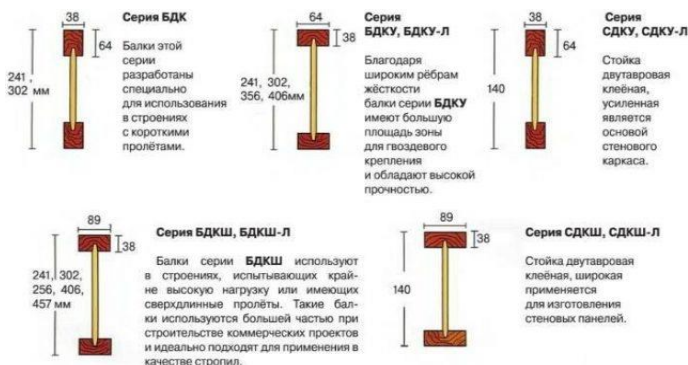 38
64
241,
302 мм
Серия БДК
Балки этой
серии
разработаны
специально
для использования
в строениях
с короткими
пролётами.
64
38
241, 302,
356, 406мм
Серия
БДКУ, БДКУ-Л
Благодаря
широким рёбрам
жёсткости
балки серии БДКУ
имеют большую
площадь зоны
для гвоздевого
крепления
и обладают высокой
прочностью.
38
64
140
Серия
СДКУ, СДКУ-Л
Стойка
двутавровая
клеёная,
усиленная
является
основой
стенового
каркаса.
89
38
241, 302,
256, 406,
457 мм
Серия БДКШ, БДКШ-Л
Балки серии БДКШ используют
в строениях, испытывающих край-
не высокую нагрузку или имеющих
сверхдлинные пролёты. Такие бал-
ки используются большей частью при
строительстве коммерческих проектов
и идеально подходят для применения в
качестве стропил.
89
38
140
Серия СДКШ, СДКШ-Л
Стойка двутавровая
клеёная, широкая
применяется
для изготовления
стеновых панелей.